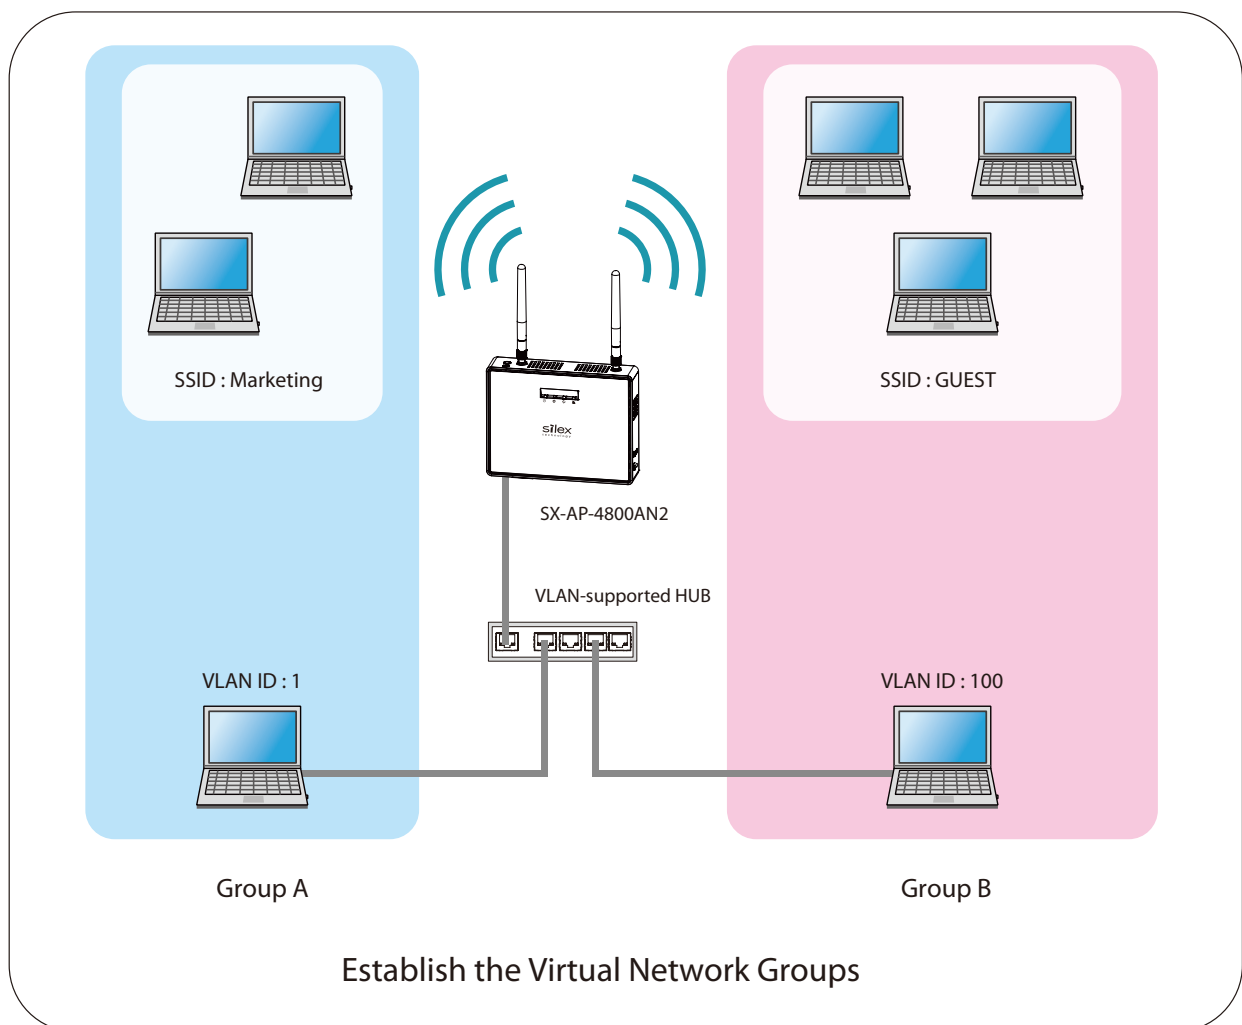 SSID : Marketing
SSID : GUEST
silex
technology
SX-AP-4800AN2
VLAN-supported HUB
VLAN ID : 1
VLAN ID : 100
Group A
Group B
Establish the Virtual Network Groups